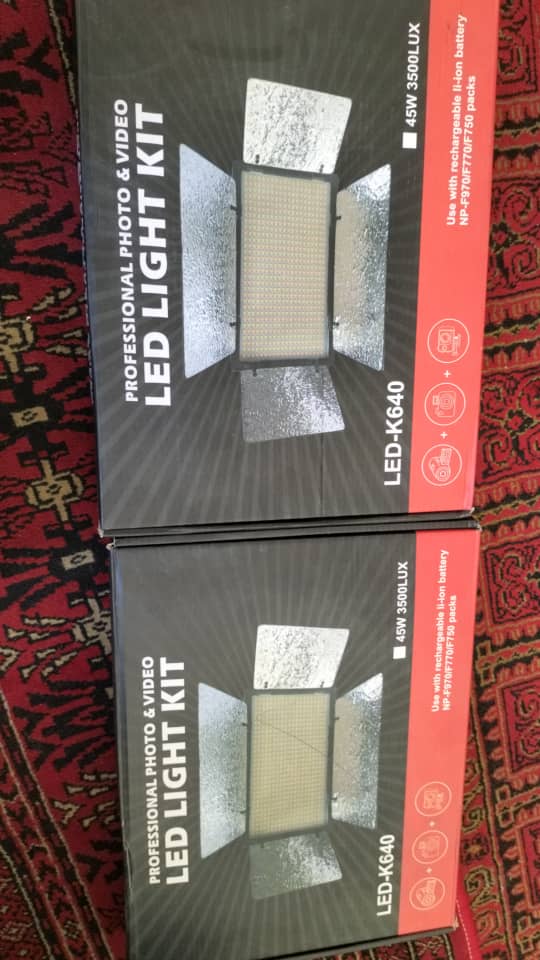 PROFESSIONAL PHOTO & VIDEO
LED LIGHT KIT
45W 3500LUX
LED-K640
Use with rechargeable li-ion battery
NP-F970/F770/F750 packs
PROFESSIONAL PHOTO & VIDEO
LED LIGHT KIT
45W 3500LUX
LED-K640
Use with rechargeable li-ion battery
NP-F970/F770/F750 packs